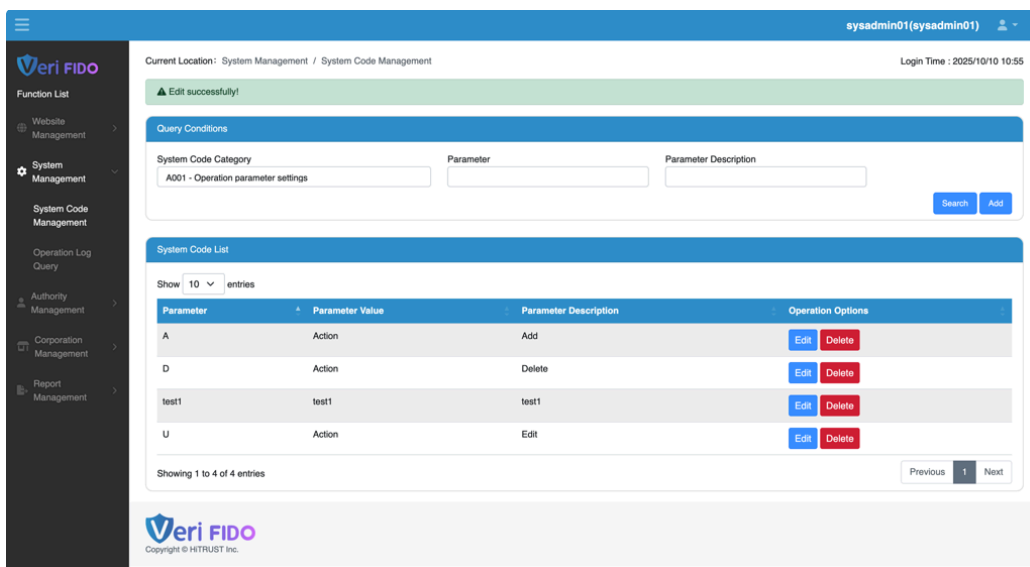 sysadmin01(sysadmin01)
Veri FIDO
Function List
Website
Management
System
Management
System Code
Management
Operation Log
Query
Authority
Management
Corporation
Management
Report
Management
Current Location: System Management / System Code Management
Login Time : 2025/10/10 10:55
Edit successfully!
Query Conditions
System Code Category Parameter Parameter Description
A001 - Operation parameter settings
Search Add
System Code List
Show 10 entries
Parameter Parameter Value Parameter Description Operation Options
A Action Add Edit Delete
D Action Delete Edit Delete
test1 test1 test1 Edit Delete
U Action Edit Edit Delete
Showing 1 to 4 of 4 entries
Previous 1 Next
Veri FIDO
Copyright © HiTRUST Inc.